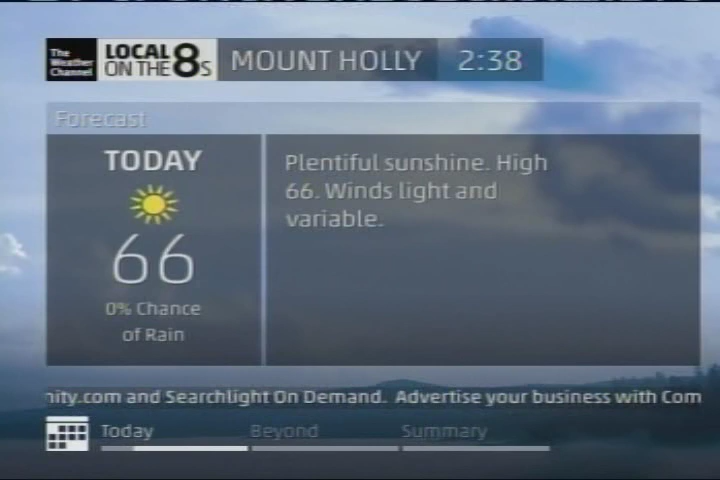 The
Weather
Channel
LOCAL
ON THE 8s
MOUNT HOLLY 2:38
Forecast
TODAY
66
0% Chance
of Rain
Plentiful sunshine. High
66. Winds light and
variable.
nity.com and Searchlight On Demand. Advertise your business with Com
Today Beyond Summary